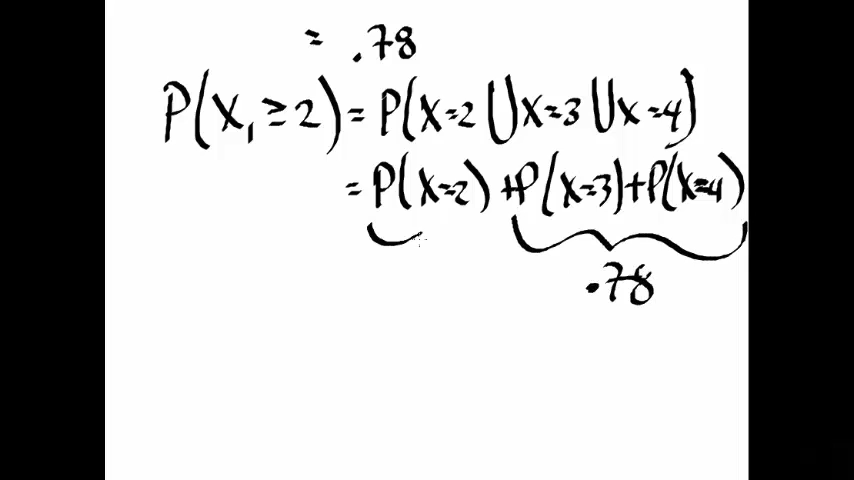 = .78
P(X₁ ≥ 2) = P(X=2 ⋃ X=3 ⋃ X=4)
= P(X=2) + P(X=3) + P(X=4)
.78